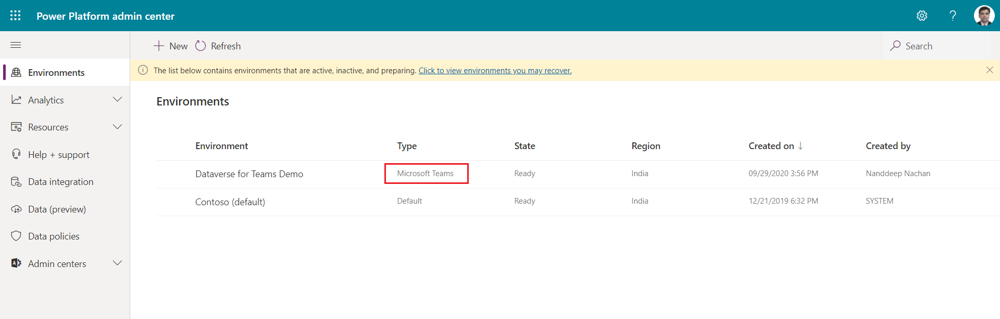 Power Platform admin center
?
New
Refresh
Search
The list below contains environments that are active, inactive, and preparing. Click to view environments you may recover.
Environments
Analytics
Resources
Help + support
Data integration
Data (preview)
Data policies
Admin centers
Environments
Environment Type State Region Created on ↓ Created by
Dataverse for Teams Demo Microsoft Teams Ready India 09/29/2020 3:56 PM Nanddeep Nachan
Contoso (default) Default Ready India 12/21/2019 6:32 PM SYSTEM